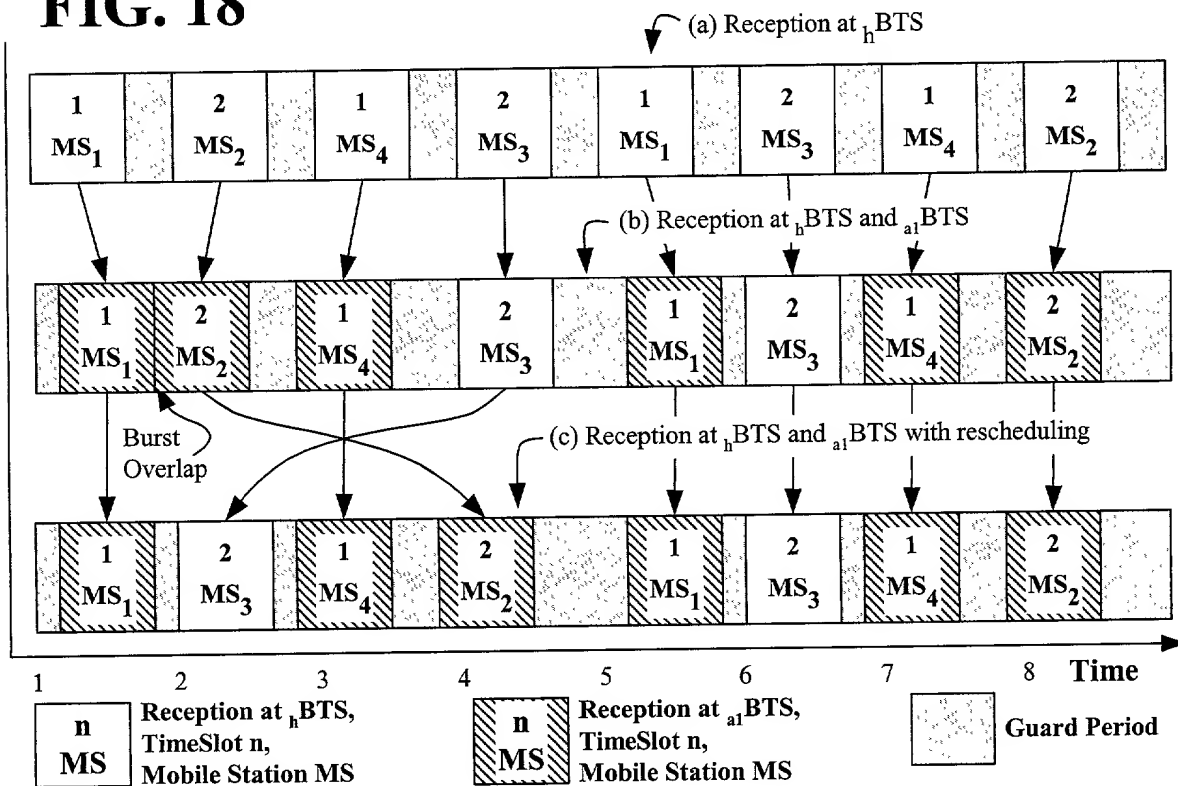 FIG. 18
(a) Reception at hBTS
1 2 1 2 1 2 1 2
MS1 MS2 MS4 MS3 MS1 MS3 MS4 MS2
(b) Reception at hBTS and a1BTS
1 2 1 2 1 2 1 2
MS1 MS2 MS4 MS3 MS1 MS3 MS4 MS2
Burst
Overlap
(c) Reception at hBTS and a1BTS with rescheduling
1 2 1 2 1 2 1 2
MS1 MS3 MS4 MS2 MS1 MS3 MS4 MS2
1 2 3 4 5 6 7 8 Time
n
MS
Reception at hBTS,
TimeSlot n,
Mobile Station MS
n
MS
Reception at a1BTS,
TimeSlot n,
Mobile Station MS
Guard Period